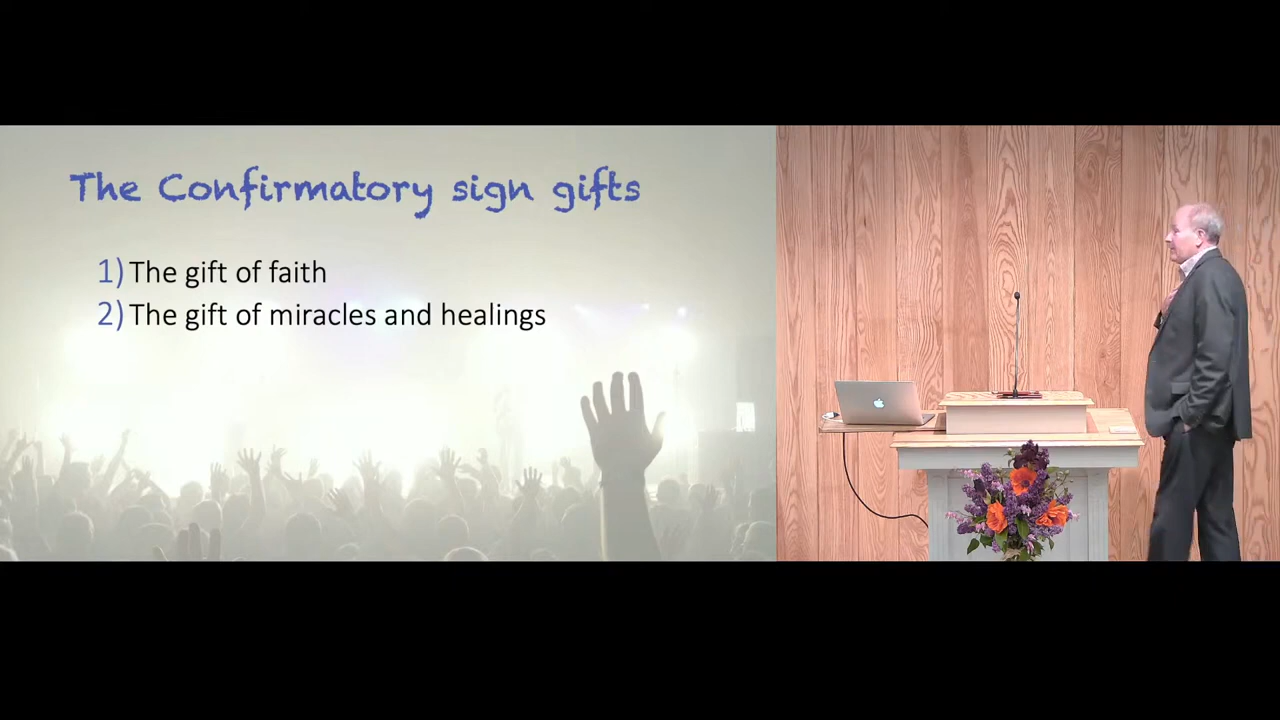 The Confirmatory sign gifts
1) The gift of faith
2) The gift of miracles and healings